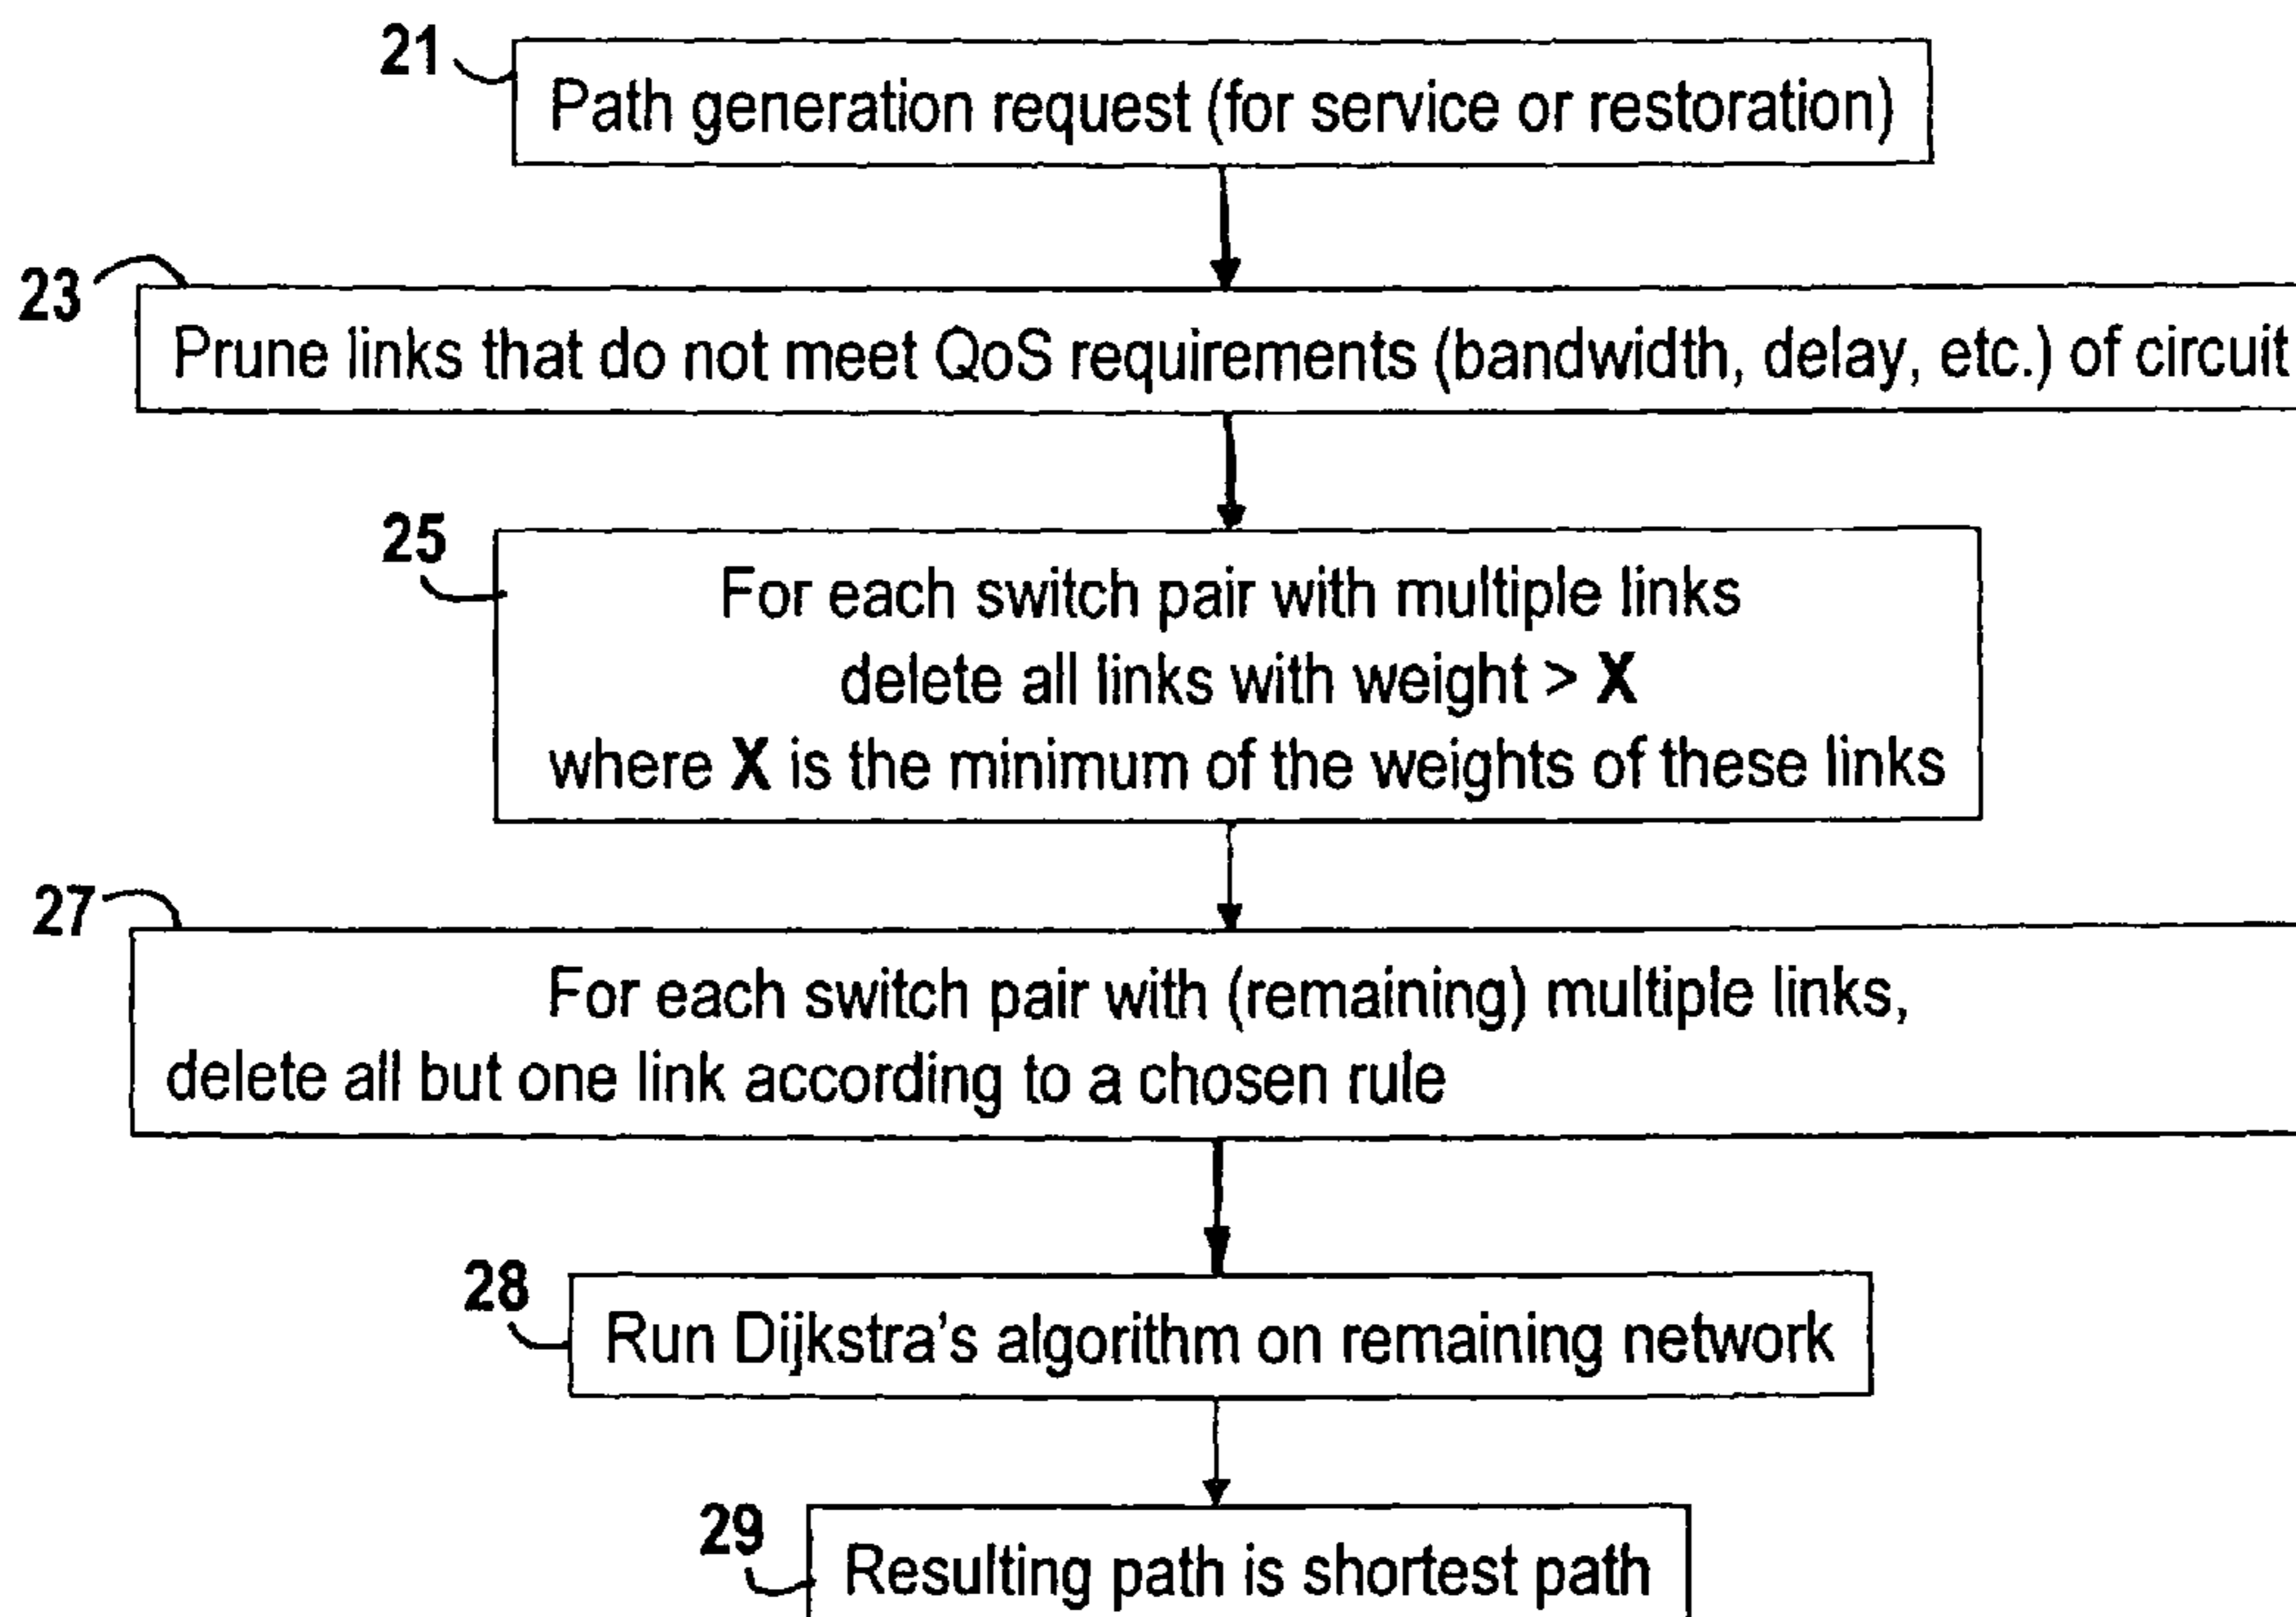 21
Path generation request (for service or restoration)
23
Prune links that do not meet QoS requirements (bandwidth, delay, etc.) of circuit
25
For each switch pair with multiple links
delete all links with weight > X
where X is the minimum of the weights of these links
27
For each switch pair with (remaining) multiple links,
delete all but one link according to a chosen rule
28
Run Dijkstra's algorithm on remaining network
29
Resulting path is shortest path